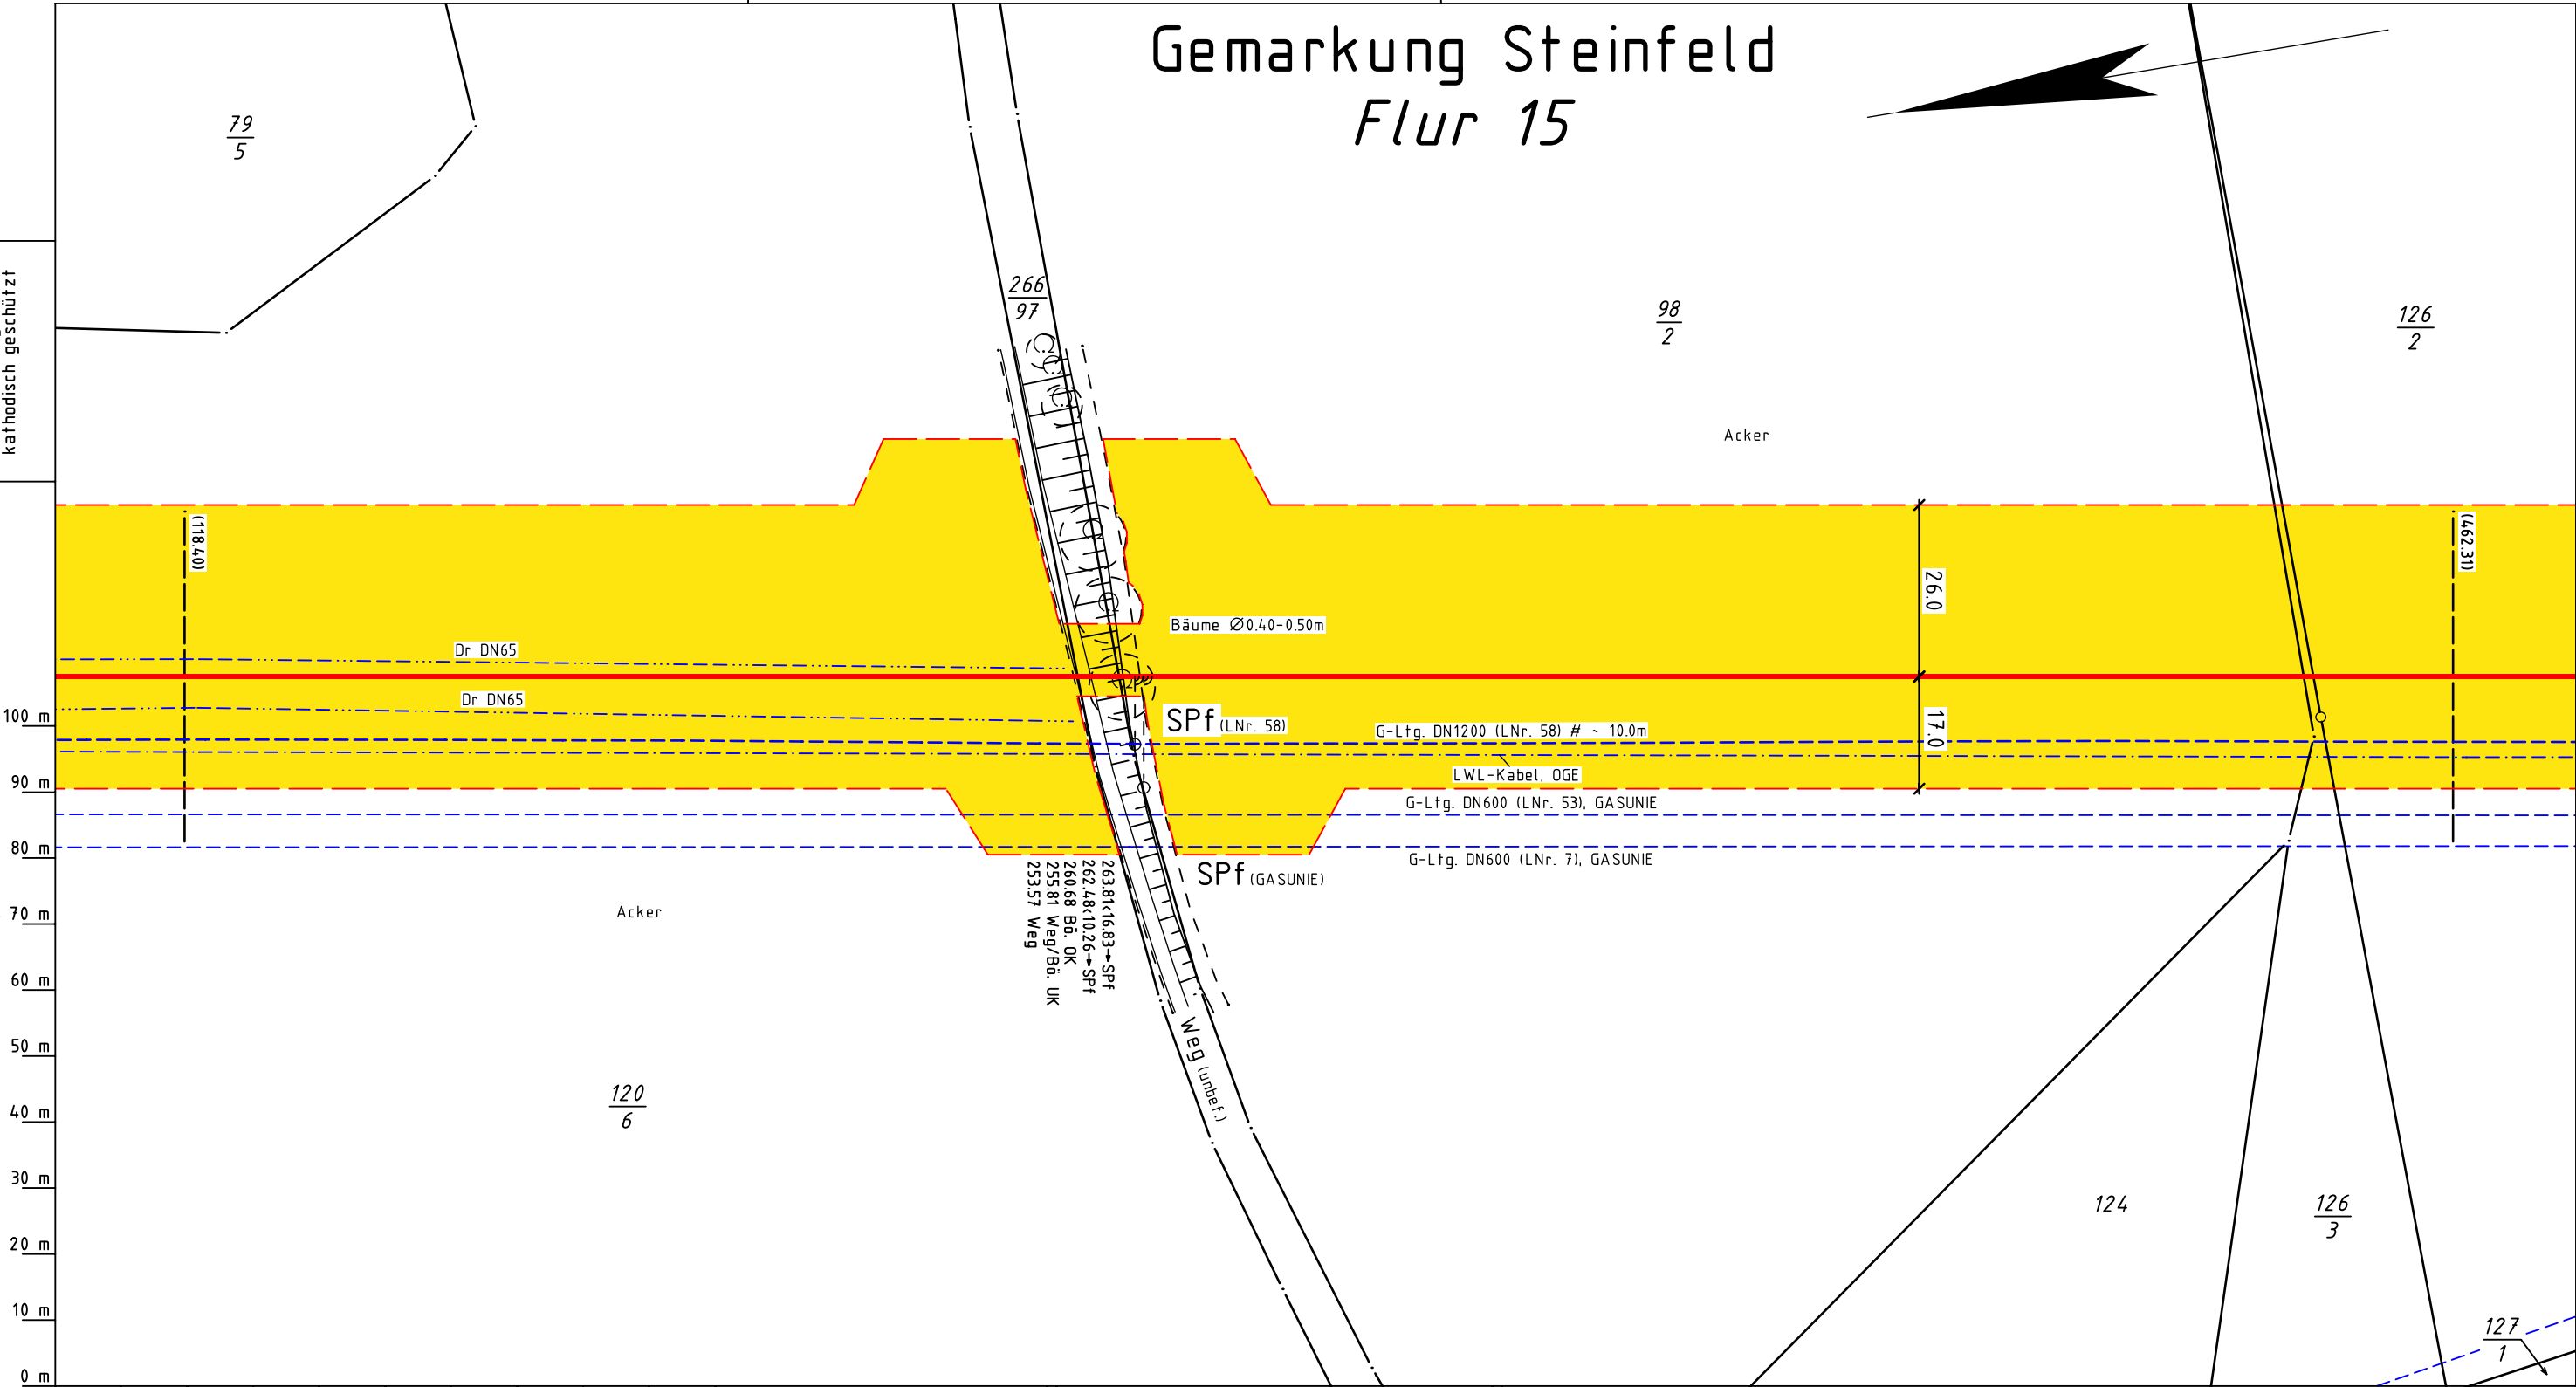 Gemarkung Steinfeld
Flur 15
79
5
266
97
98
2
126
2
kathodisch geschützt
Acker
(118.40)
(462.31)
26.0
Bäume Ø0.40-0.50m
Dr DN65
Dr DN65
17.0
SPf (LNr. 58)
G-Ltg. DN1200 (LNr. 58) # ~ 10.0m
LWL-Kabel, OGE
G-Ltg. DN600 (LNr. 53), GASUNIE
G-Ltg. DN600 (LNr. 7), GASUNIE
SPf (GASUNIE)
263.81<16.83→SPf
262.48<10.26→SPf
260.68 Bö. OK
255.81 Weg/Bö. UK
253.57 Weg
Acker
Weg (unbef.)
120
6
124
126
3
127
1
100 m
90 m
80 m
70 m
60 m
50 m
40 m
30 m
20 m
10 m
0 m